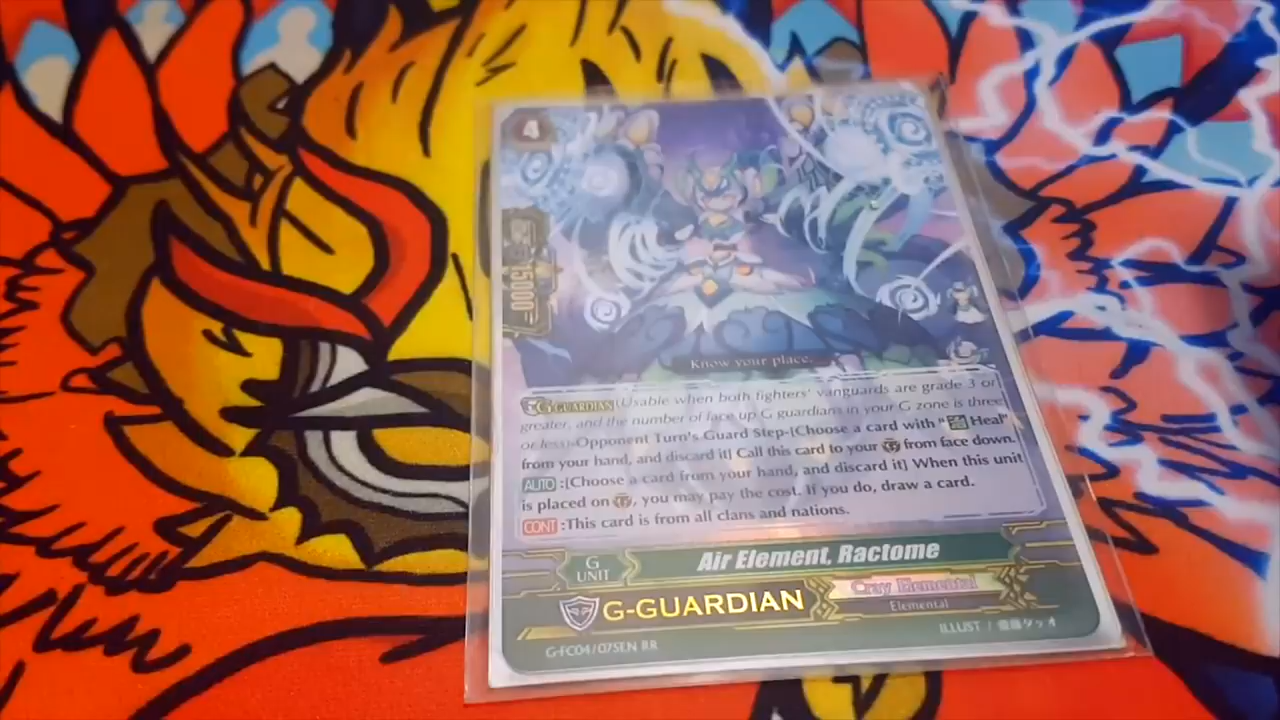 4
15000
Know your place.
G GUARDIAN (Usable when both fighters' vanguards are grade 3 or
greater, and the number of face up G guardians in your G zone is three
or less)-Opponent Turn's Guard Step-[Choose a card with "Heal"
from your hand, and discard it] Call this card to your G from face down.
AUTO :[Choose a card from your hand, and discard it] When this unit
is placed on G, you may pay the cost. If you do, draw a card.
CONT :This card is from all clans and nations.
G
UNIT
Air Element, Ractome
G-GUARDIAN
Cray Elemental
Elemental
ILLUST /
G-FC04/075EN RR